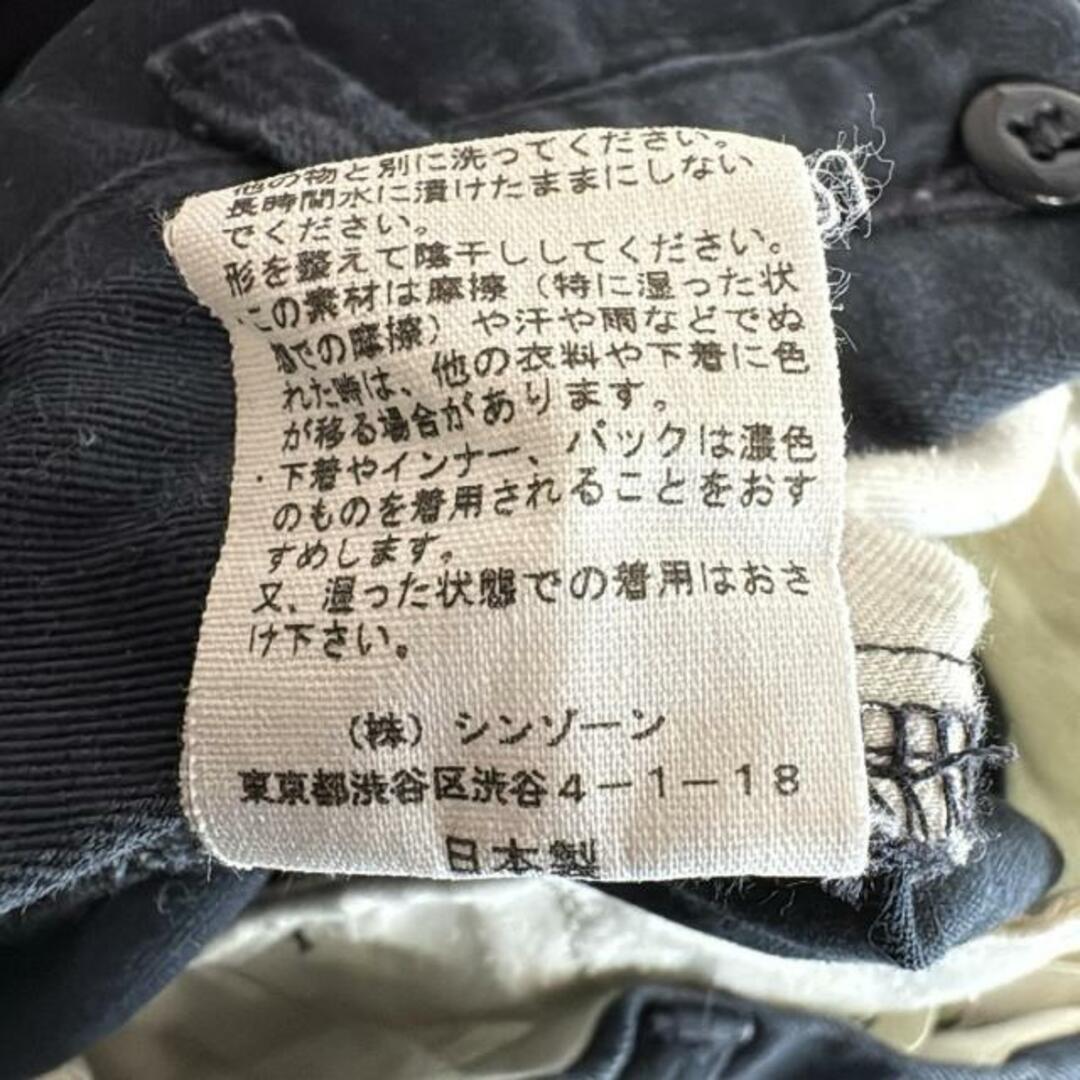 他の物と別に洗ってください。
長時間水に漬けたままにしない
でください。
形を整えて陰干ししてください。
この素材は摩擦（特に湿った状
態での摩擦）や汗や雨などでぬ
れた時は、他の衣料や下着に色
が移る場合があります。
・下着やインナー、バックは濃色
のものを着用されることをおす
すめします。
又、湿った状態での着用はおさ
け下さい。
（株）シンゾーン
東京都渋谷区渋谷４－１－１８
日本製